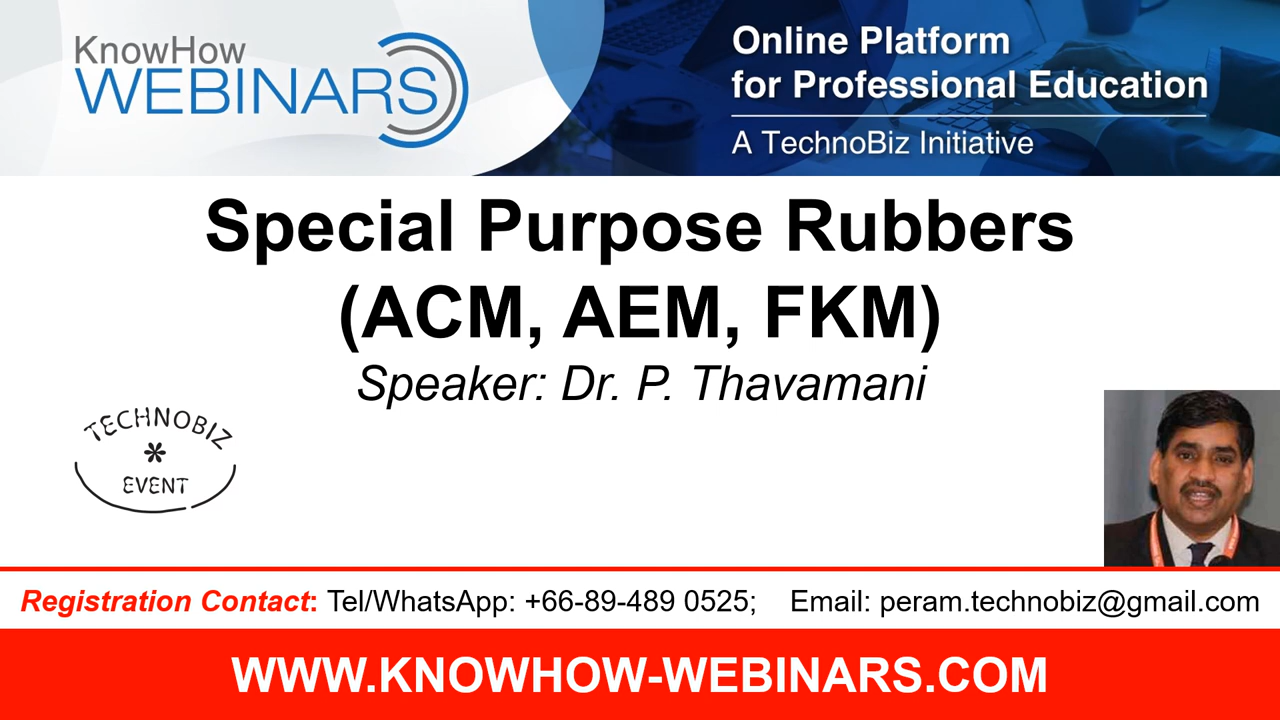 KnowHow
WEBINARS
Online Platform
for Professional Education
A TechnoBiz Initiative
Special Purpose Rubbers
(ACM, AEM, FKM)
Speaker: Dr. P. Thavamani
TECHNOBIZ
*
EVENT
Registration Contact: Tel/WhatsApp: +66-89-489 0525; Email: peram.technobiz@gmail.com
WWW.KNOWHOW-WEBINARS.COM